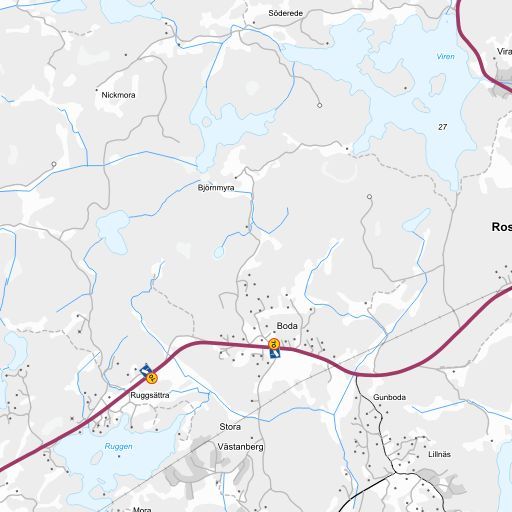 Söderede
Viren
Vira
Nickmora
27
Björnmyra
Ros
Boda
Ruggsättra
Gunboda
Stora
Västanberg
Ruggen
Lillnäs
Mora